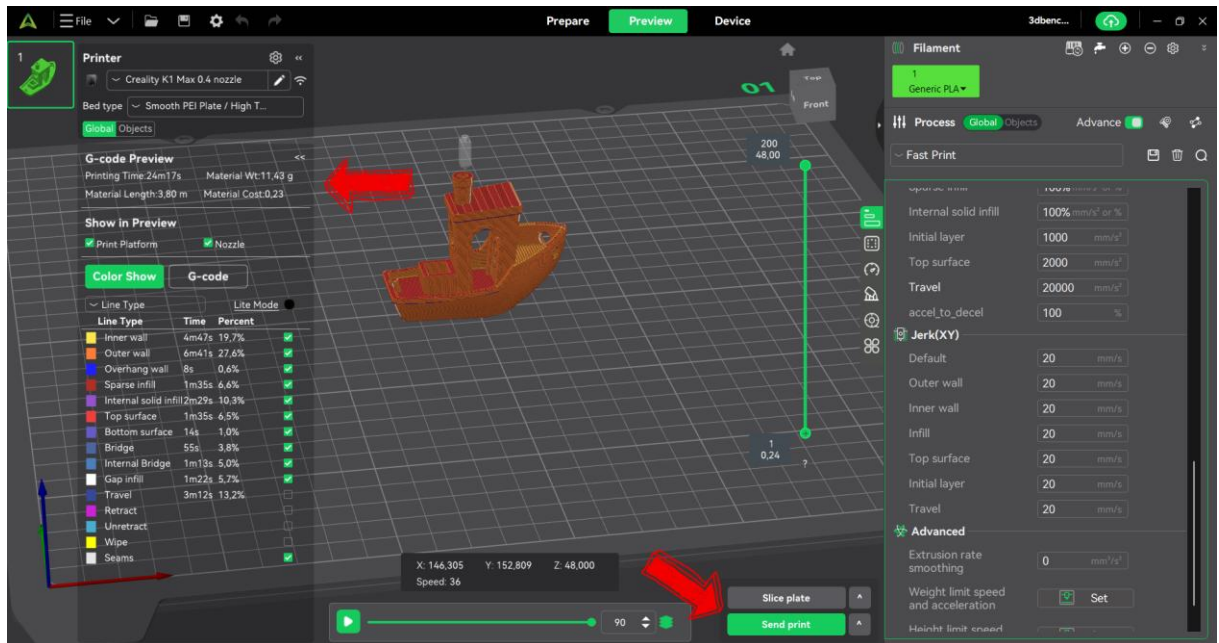 File
Prepare
Preview
Device
3dbenc...
1
Printer
Creality K1 Max 0.4 nozzle
Bed type
Smooth PEI Plate / High T...
Global
Objects
G-code Preview
<<
Printing Time:24m17s
Material Wt:11,43 g
Material Length:3,80 m
Material Cost:0,23
Show in Preview
Print Platform
Nozzle
Color Show
G-code
Line Type
Lite Mode
Line Type Time Percent
Inner wall 4m47s 19,7%
Outer wall 6m41s 27,6%
Overhang wall 8s 0,6%
Sparse infill 1m35s 6,6%
Internal solid infill 2m29s 10,3%
Top surface 1m35s 6,5%
Bottom surface 14s 1,0%
Bridge 55s 3,8%
Internal Bridge 1m13s 5,0%
Gap infill 1m22s 5,7%
Travel 3m12s 13,2%
Retract
Unretract
Wipe
Seams
01
Top
Front
200
48,00
1
0,24
?
X: 146,305 Y: 152,809 Z: 48,000
Speed: 36
90
Slice plate
Send print
Filament
1
Generic PLA
Process
Global
Objects
Advance
Fast Print
Sparse infill 100% mm/s² or %
Internal solid infill 100% mm/s² or %
Initial layer 1000 mm/s²
Top surface 2000 mm/s²
Travel 20000 mm/s²
accel_to_decel 100 %
Jerk(XY)
Default 20 mm/s
Outer wall 20 mm/s
Inner wall 20 mm/s
Infill 20 mm/s
Top surface 20 mm/s
Initial layer 20 mm/s
Travel 20 mm/s
Advanced
Extrusion rate
smoothing
0 mm³/s²
Weight limit speed
and acceleration
Set
Height limit speed